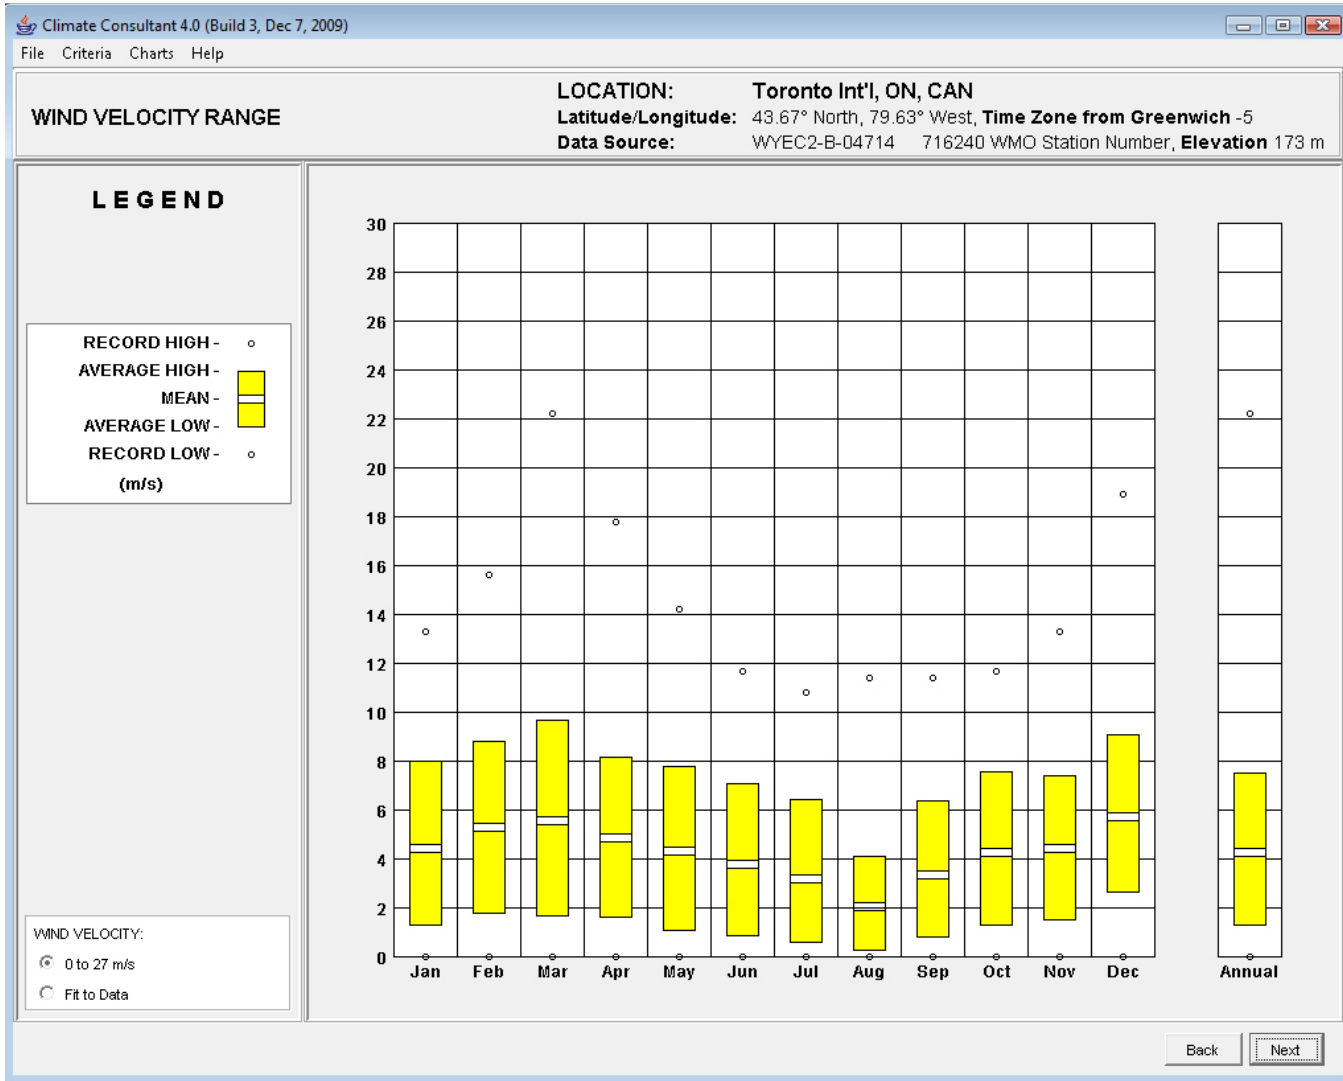 Climate Consultant 4.0 (Build 3, Dec 7, 2009)
File Criteria Charts Help
WIND VELOCITY RANGE
LOCATION: Toronto Int'l, ON, CAN
Latitude/Longitude: 43.67° North, 79.63° West, Time Zone from Greenwich -5
Data Source: WYEC2-B-04714 716240 WMO Station Number, Elevation 173 m
LEGEND
RECORD HIGH -
AVERAGE HIGH -
MEAN -
AVERAGE LOW -
RECORD LOW -
(m/s)
WIND VELOCITY:
0 to 27 m/s
Fit to Data
30
28
26
24
22
20
18
16
14
12
10
8
6
4
2
0
Jan Feb Mar Apr May Jun Jul Aug Sep Oct Nov Dec Annual
Back Next